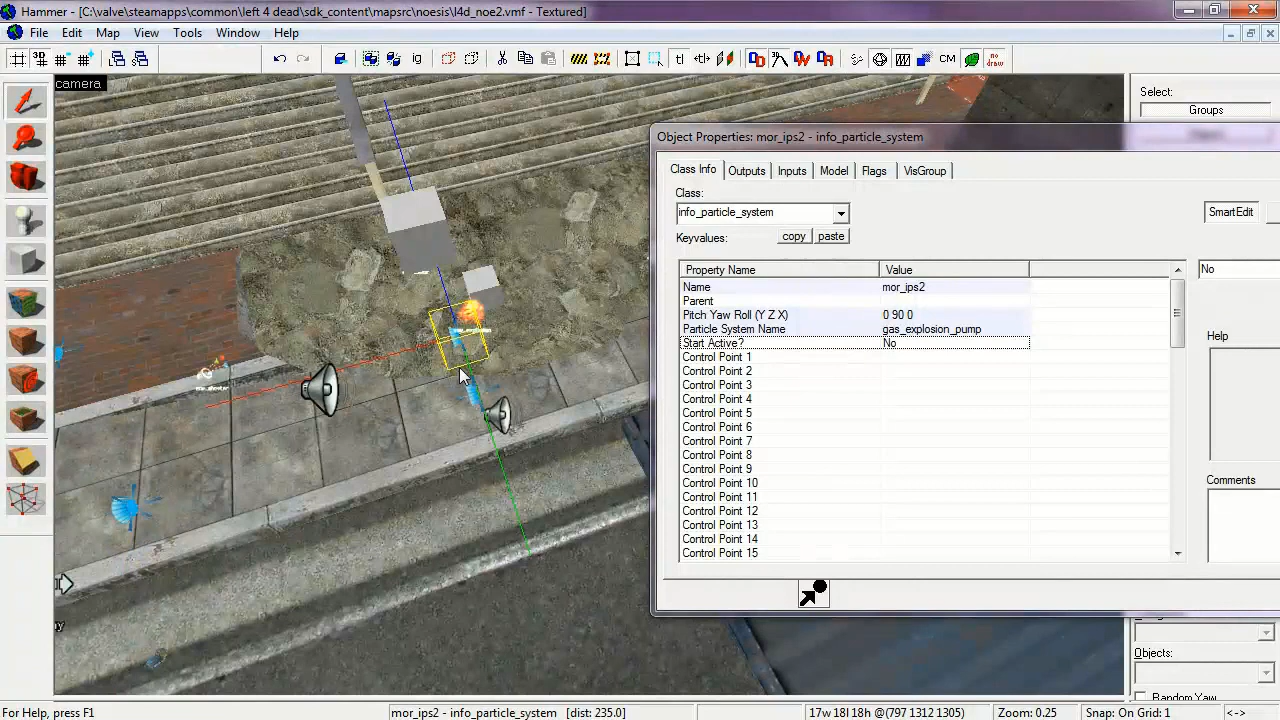 Hammer - [C:\valve\steamapps\common\left 4 dead\sdk_content\mapsrc\noesis\l4d_noe2.vmf - Textured]
File Edit Map View Tools Window Help
3D
ig
tl
CM
no draw
camera
Select:
Groups
Object Properties: mor_ips2 - info_particle_system
Class Info Outputs Inputs Model Flags VisGroup
Class:
info_particle_system
SmartEdit
Keyvalues:
copy
paste
Property Name Value
No
Name mor_ips2
Parent
Pitch Yaw Roll (Y Z X) 0 90 0
Particle System Name gas_explosion_pump
Help
Start Active? No
Control Point 1
Control Point 2
Control Point 3
Control Point 4
Control Point 5
Control Point 6
Control Point 7
Control Point 8
Control Point 9
Comments
Control Point 10
Control Point 11
Control Point 12
Control Point 13
Control Point 14
Control Point 15
Objects:
Random Yaw
For Help, press F1
mor_ips2 - info_particle_system [dist: 235.0]
17w 18l 18h @(797 1312 1305)
Zoom: 0.25
Snap: On Grid: 1
<->